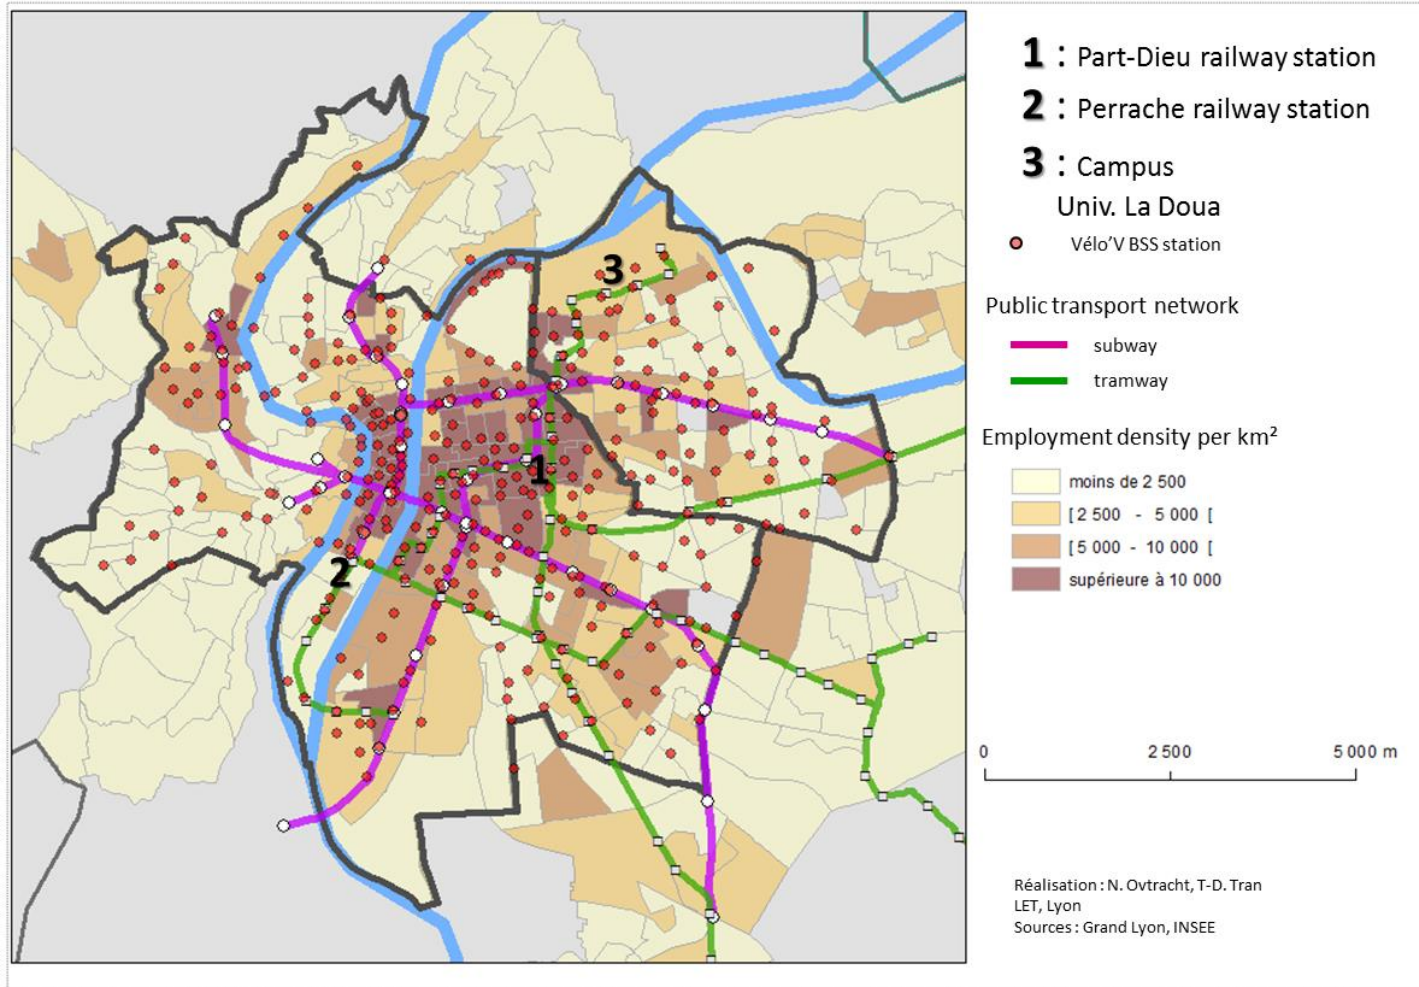 1 : Part-Dieu railway station
2 : Perrache railway station
3 : Campus
Univ. La Doua
Vélo'V BSS station
Public transport network
subway
tramway
Employment density per km²
moins de 2 500
[ 2 500 - 5 000 [
[ 5 000 - 10 000 [
supérieure à 10 000
0 2 500 5 000 m
Réalisation : N. Ovtracht, T-D. Tran
LET, Lyon
Sources : Grand Lyon, INSEE
3
1
2